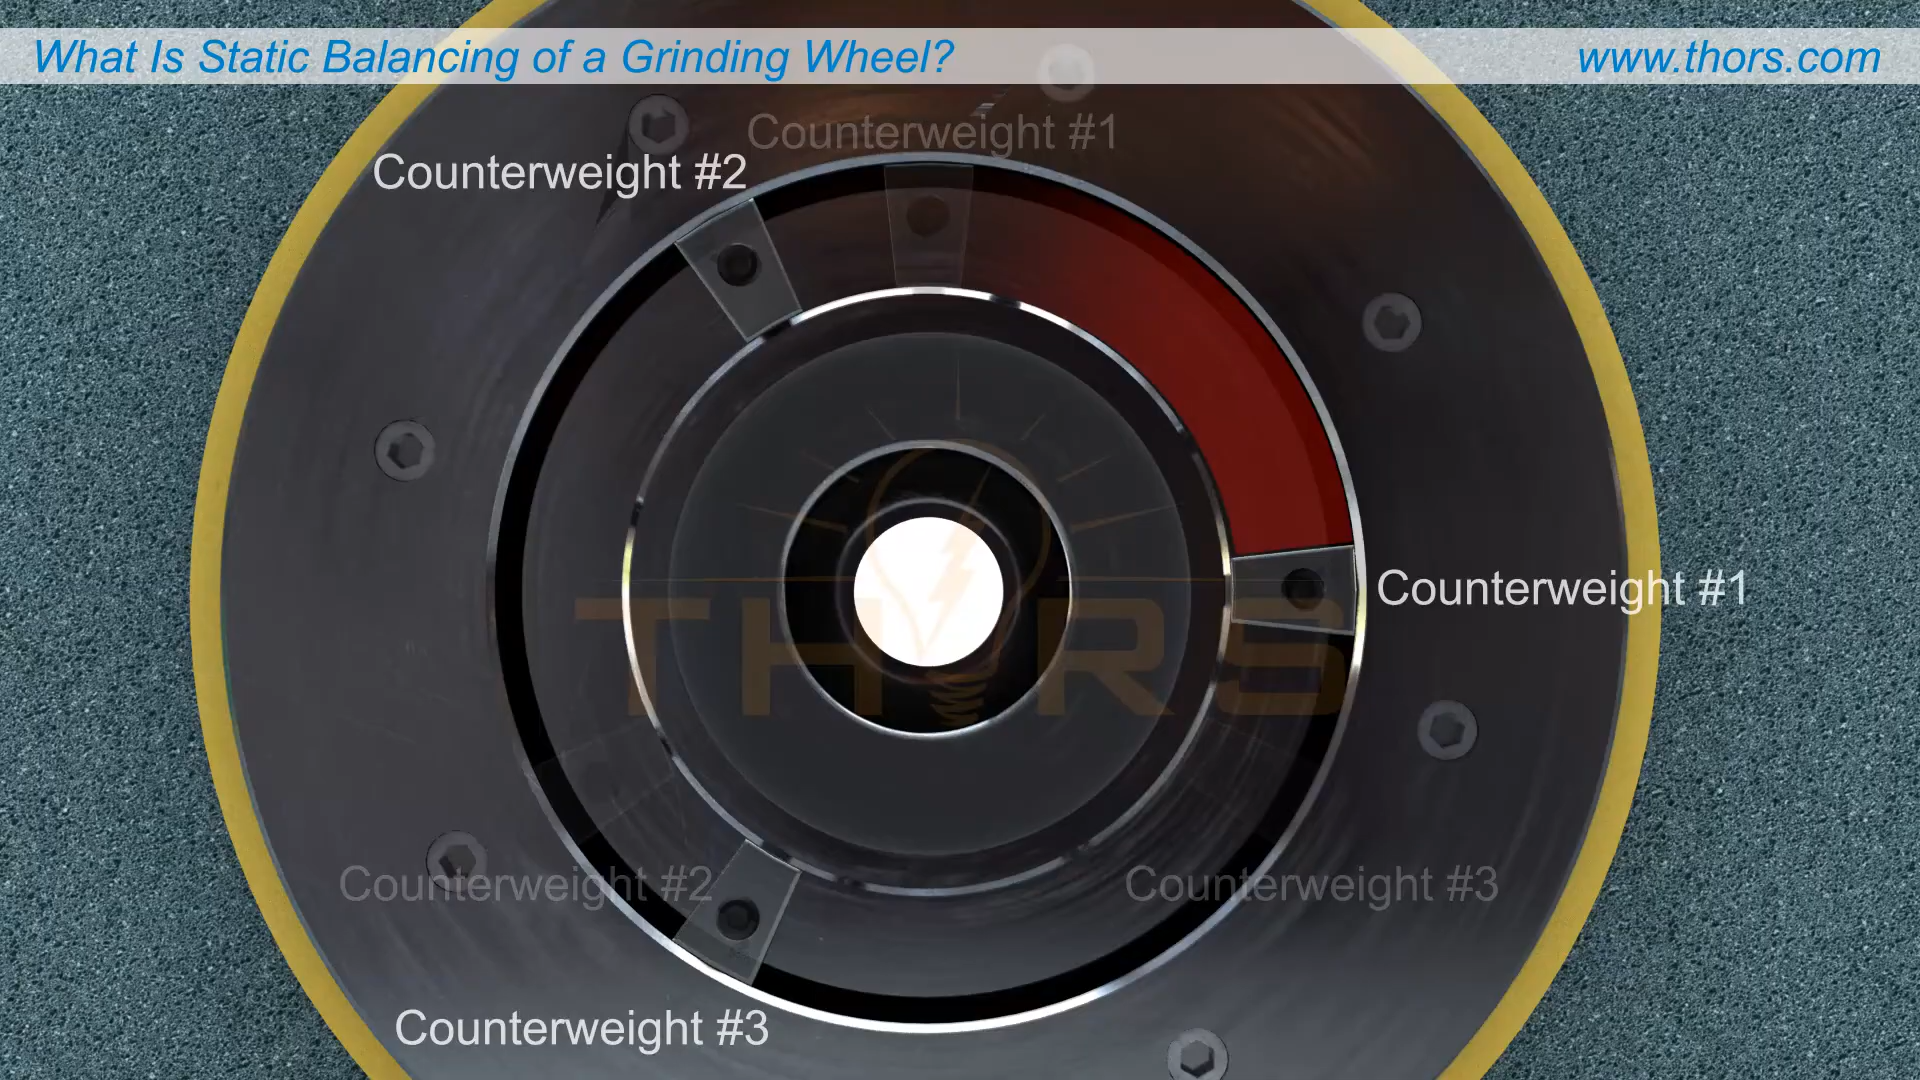 What Is Static Balancing of a Grinding Wheel?
www.thors.com
Counterweight #1
Counterweight #2
Counterweight #1
THORS
Counterweight #2
Counterweight #3
Counterweight #3